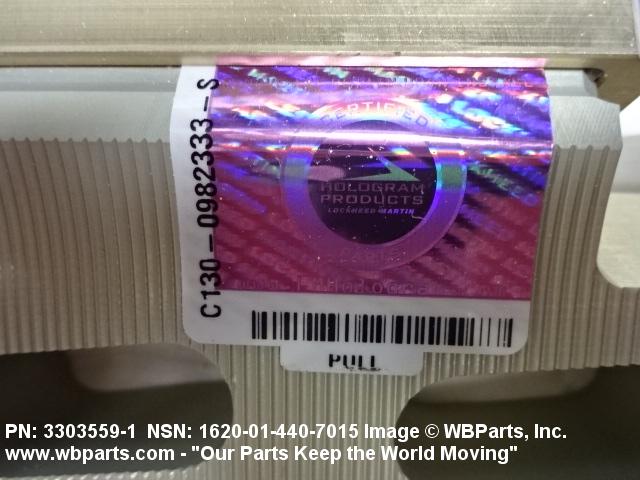 C130-0982333-S
CERTIFIED
HOLOGRAM
PRODUCTS
LOCKHEED MARTIN
PULL
PN: 3303559-1 NSN: 1620-01-440-7015 Image © WBParts, Inc.
www.wbparts.com - "Our Parts Keep the World Moving"